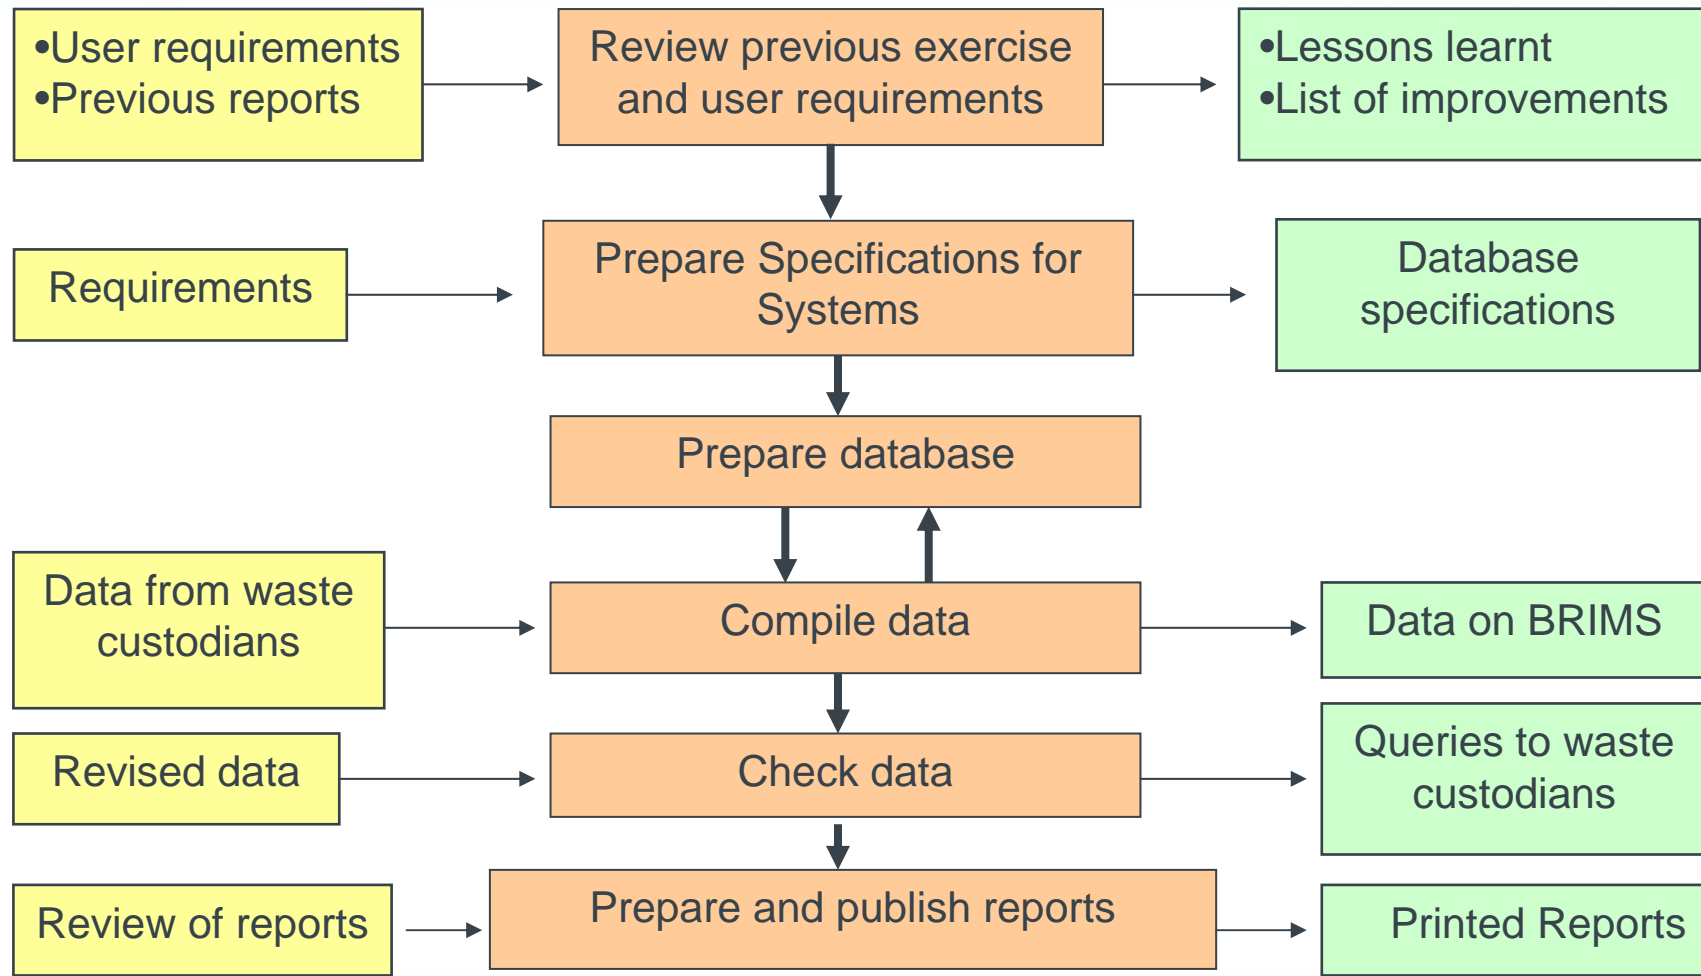 •User requirements
•Previous reports
Review previous exercise
and user requirements
•Lessons learnt
•List of improvements
Requirements
Prepare Specifications for
Systems
Database
specifications
Prepare database
Data from waste
custodians
Compile data
Data on BRIMS
Revised data
Check data
Queries to waste
custodians
Review of reports
Prepare and publish reports
Printed Reports